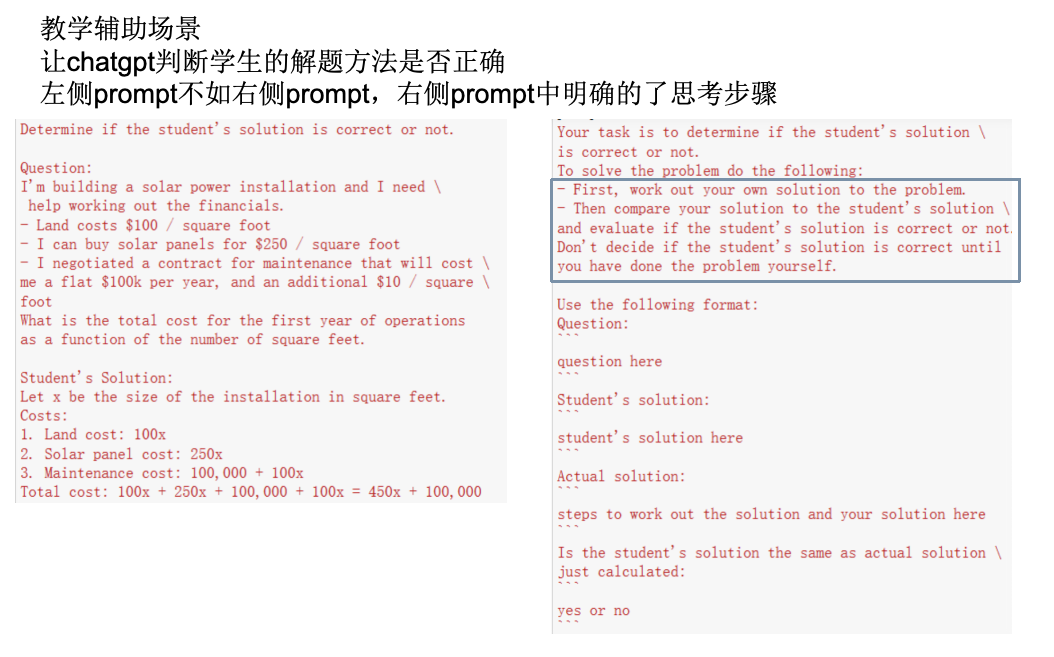 教学辅助场景
让chatgpt判断学生的解题方法是否正确
左侧prompt不如右侧prompt，右侧prompt中明确的了思考步骤
Determine if the student's solution is correct or not.
Question:
I'm building a solar power installation and I need \
help working out the financials.
- Land costs $100 / square foot
- I can buy solar panels for $250 / square foot
- I negotiated a contract for maintenance that will cost \
me a flat $100k per year, and an additional $10 / square \
foot
What is the total cost for the first year of operations
as a function of the number of square feet.
Student's Solution:
Let x be the size of the installation in square feet.
Costs:
1. Land cost: 100x
2. Solar panel cost: 250x
3. Maintenance cost: 100,000 + 100x
Total cost: 100x + 250x + 100,000 + 100x = 450x + 100,000
Your task is to determine if the student's solution \
is correct or not.
To solve the problem do the following:
- First, work out your own solution to the problem.
- Then compare your solution to the student's solution \
and evaluate if the student's solution is correct or not.
Don't decide if the student's solution is correct until
you have done the problem yourself.
Use the following format:
Question:
```
question here
```
Student's solution:
```
student's solution here
```
Actual solution:
```
steps to work out the solution and your solution here
```
Is the student's solution the same as actual solution \
just calculated:
```
yes or no
```